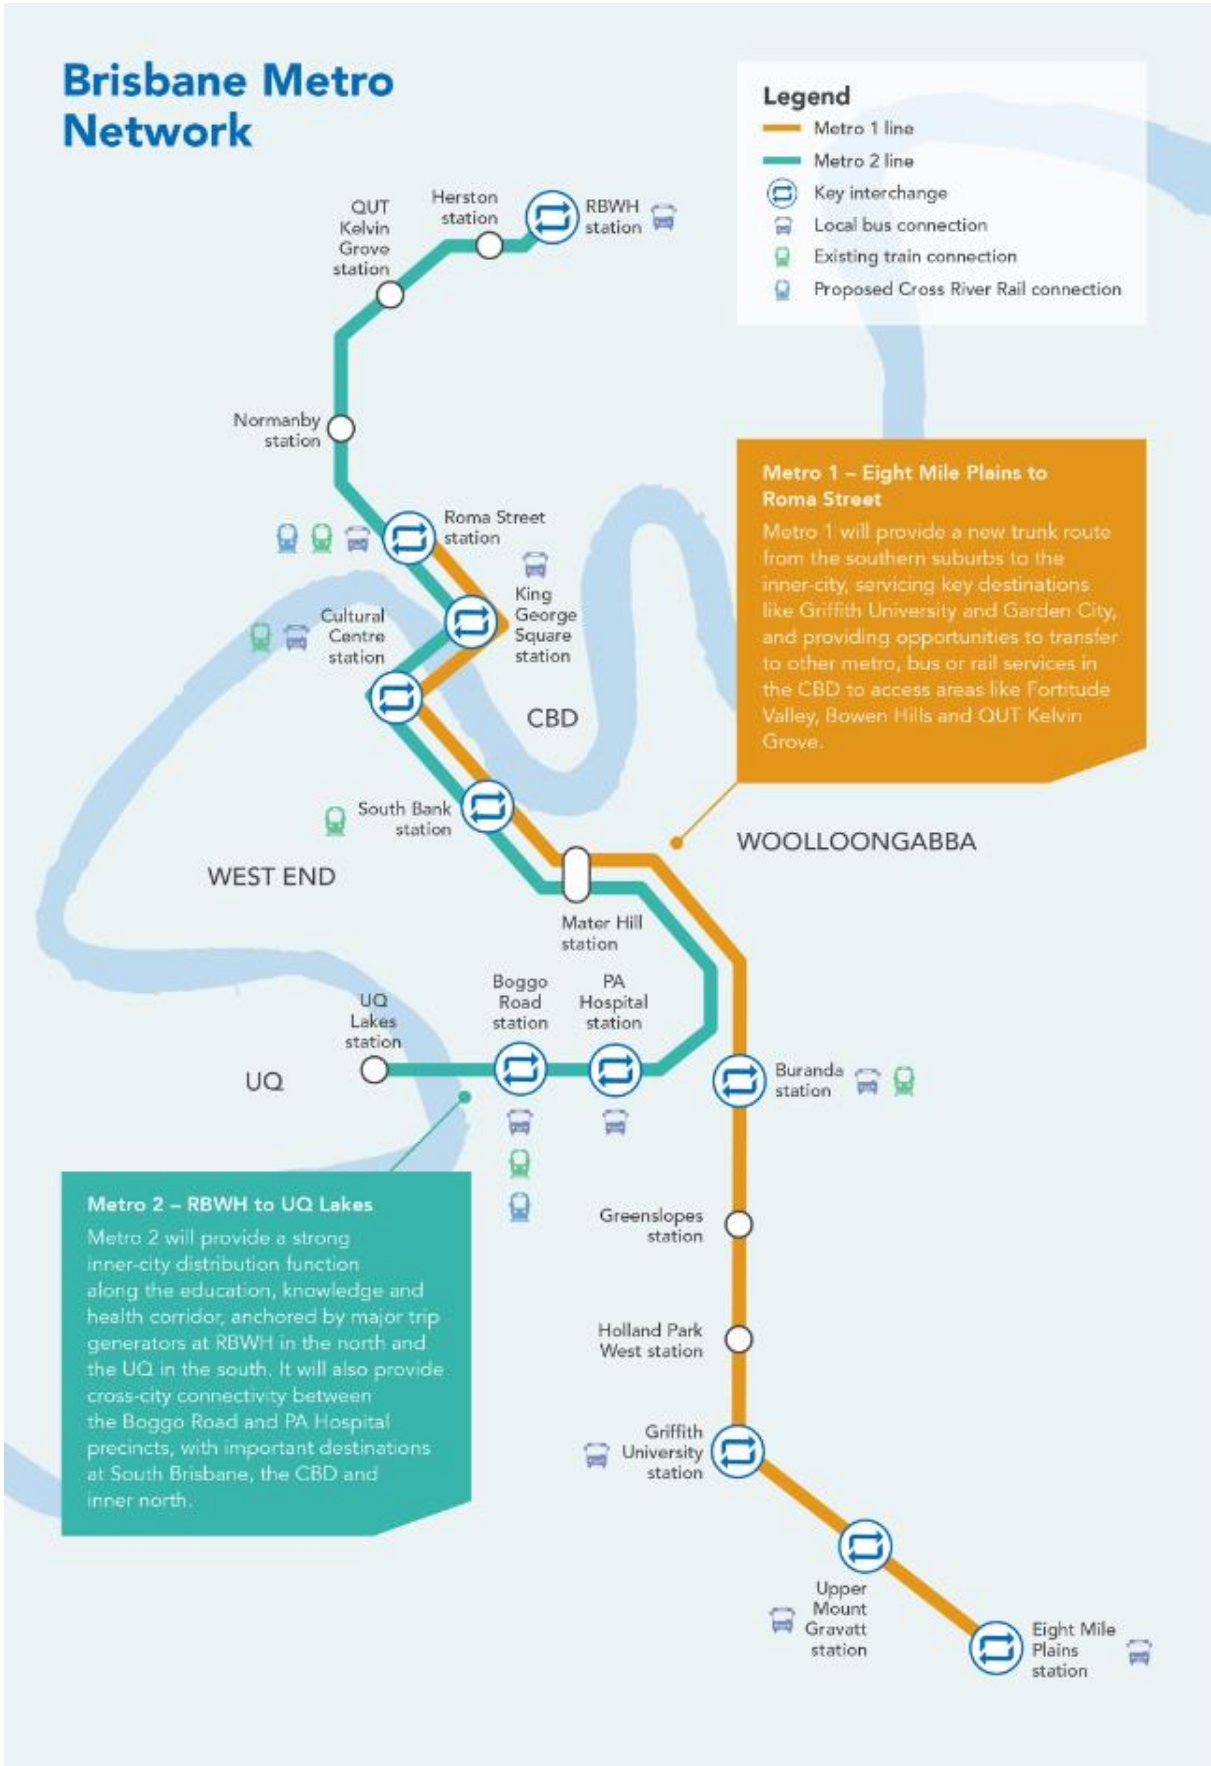 Brisbane Metro
Network
Legend
Metro 1 line
Metro 2 line
Key interchange
Local bus connection
Existing train connection
Proposed Cross River Rail connection
Herston
station
RBWH
station
QUT
Kelvin
Grove
station
Normanby
station
Roma Street
station
King
George
Square
station
Cultural
Centre
station
CBD
Metro 1 – Eight Mile Plains to
Roma Street
Metro 1 will provide a new trunk route
from the southern suburbs to the
inner-city, servicing key destinations
like Griffith University and Garden City,
and providing opportunities to transfer
to other metro, bus or rail services in
the CBD to access areas like Fortitude
Valley, Bowen Hills and QUT Kelvin
Grove.
South Bank
station
WOOLLOONGABBA
WEST END
Mater Hill
station
Boggo
Road
station
PA
Hospital
station
UQ
Lakes
station
UQ
Buranda
station
Metro 2 – RBWH to UQ Lakes
Metro 2 will provide a strong
inner-city distribution function
along the education, knowledge and
health corridor, anchored by major trip
generators at RBWH in the north and
the UQ in the south. It will also provide
cross-city connectivity between
the Boggo Road and PA Hospital
precincts, with important destinations
at South Brisbane, the CBD and
inner north.
Greenslopes
station
Holland Park
West station
Griffith
University
station
Upper
Mount
Gravatt
station
Eight Mile
Plains
station